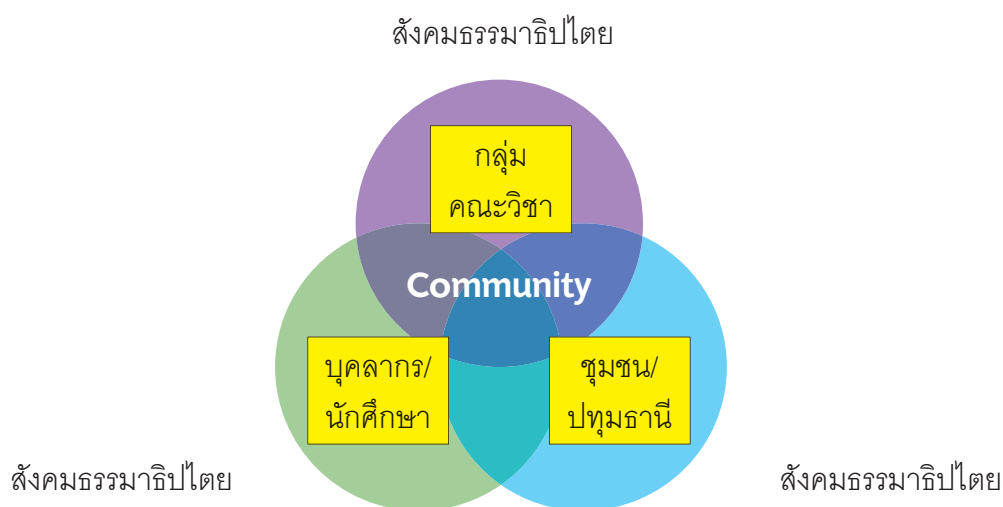 สังคมธรรมาธิปไตย
กลุ่ม
คณะวิชา
Community
บุคลากร/
นักศึกษา
ชุมชน/
ปทุมธานี
สังคมธรรมาธิปไตย
สังคมธรรมาธิปไตย